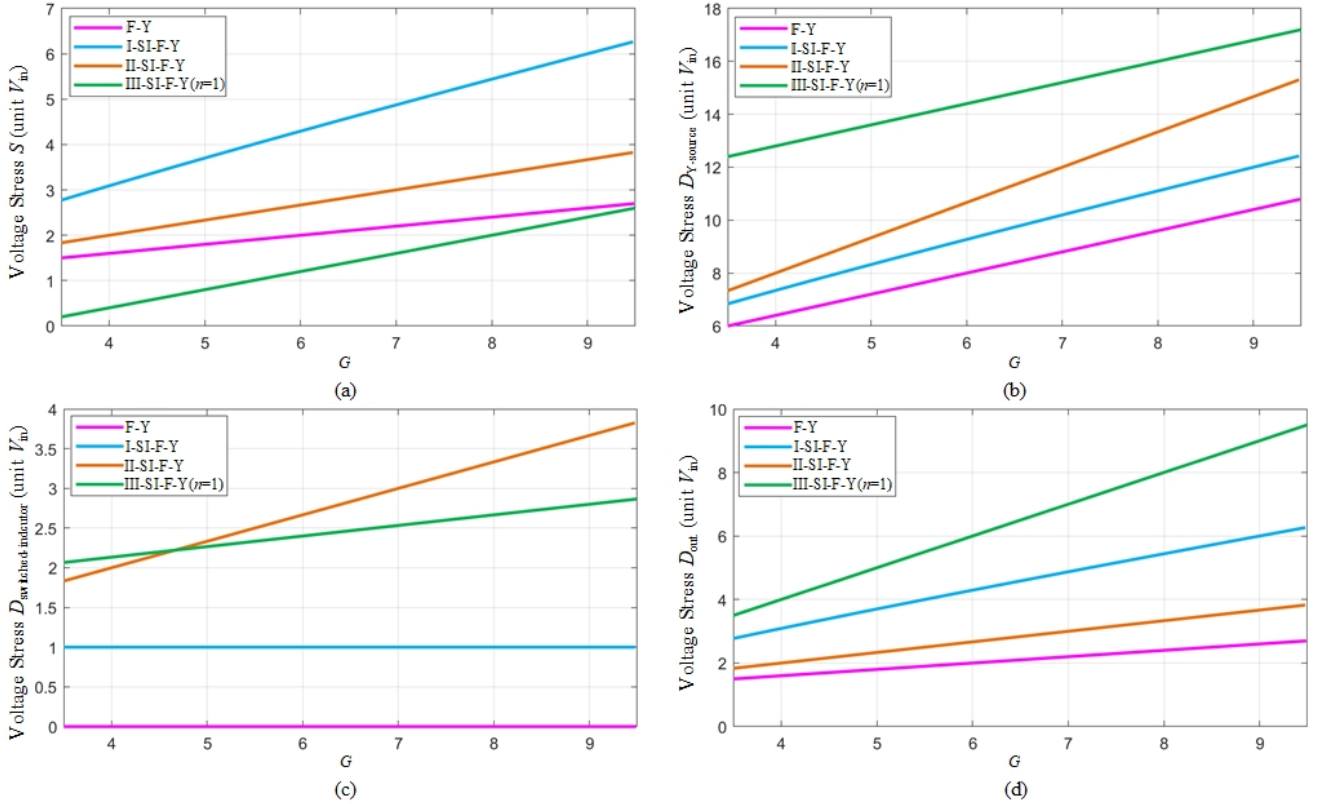 7
6
5
4
3
2
1
0
4 5 6 7 8 9
F-Y
I-SI-F-Y
II-SI-F-Y
III-SI-F-Y(n=1)
Voltage Stress S (unit Vin)
G
(a)
18
16
14
12
10
8
6
4 5 6 7 8 9
F-Y
I-SI-F-Y
II-SI-F-Y
III-SI-F-Y(n=1)
Voltage Stress DY-source (unit Vin)
G
(b)
4
3.5
3
2.5
2
1.5
1
0.5
0
4 5 6 7 8 9
F-Y
I-SI-F-Y
II-SI-F-Y
III-SI-F-Y(n=1)
Voltage Stress Dswitched-indutor (unit Vin)
G
(c)
10
8
6
4
2
0
4 5 6 7 8 9
F-Y
I-SI-F-Y
II-SI-F-Y
III-SI-F-Y(n=1)
Voltage Stress Dout (unit Vin)
G
(d)